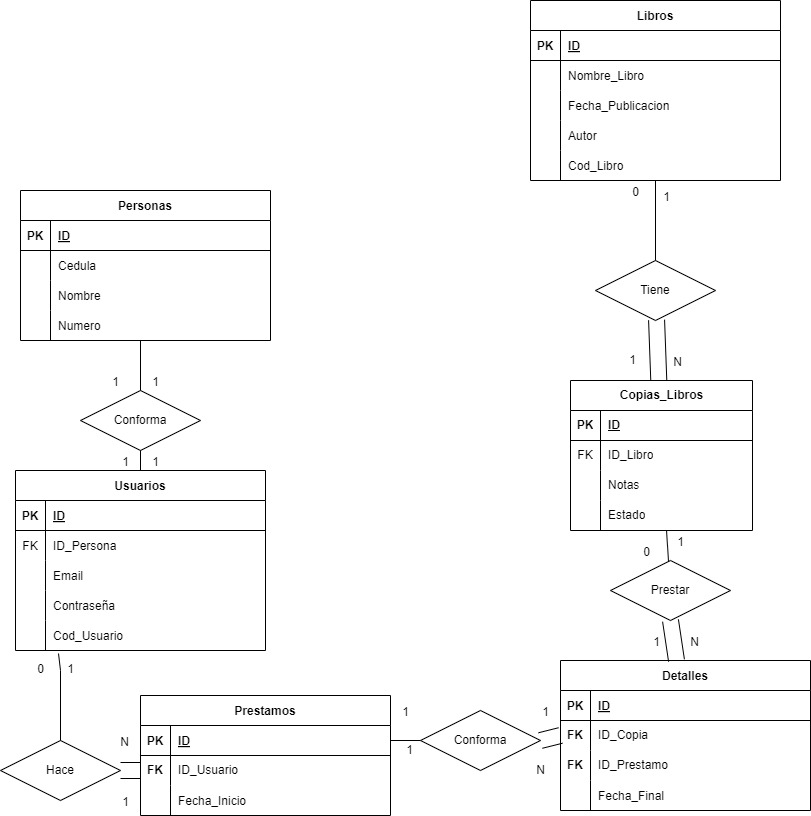 Libros
PK ID
Nombre_Libro
Fecha_Publicacion
Autor
Cod_Libro
0 1
Tiene
1 N
Personas
PK ID
Cedula
Nombre
Numero
1 1
Conforma
1 1
Usuarios
PK ID
FK ID_Persona
Email
Contraseña
Cod_Usuario
0 1
Hace
N
1
Copias_Libros
PK ID
FK ID_Libro
Notas
Estado
0 1
Prestar
1 N
Prestamos
PK ID
FK ID_Usuario
Fecha_Inicio
1
1
Conforma
1
N
Detalles
PK ID
FK ID_Copia
FK ID_Prestamo
Fecha_Final